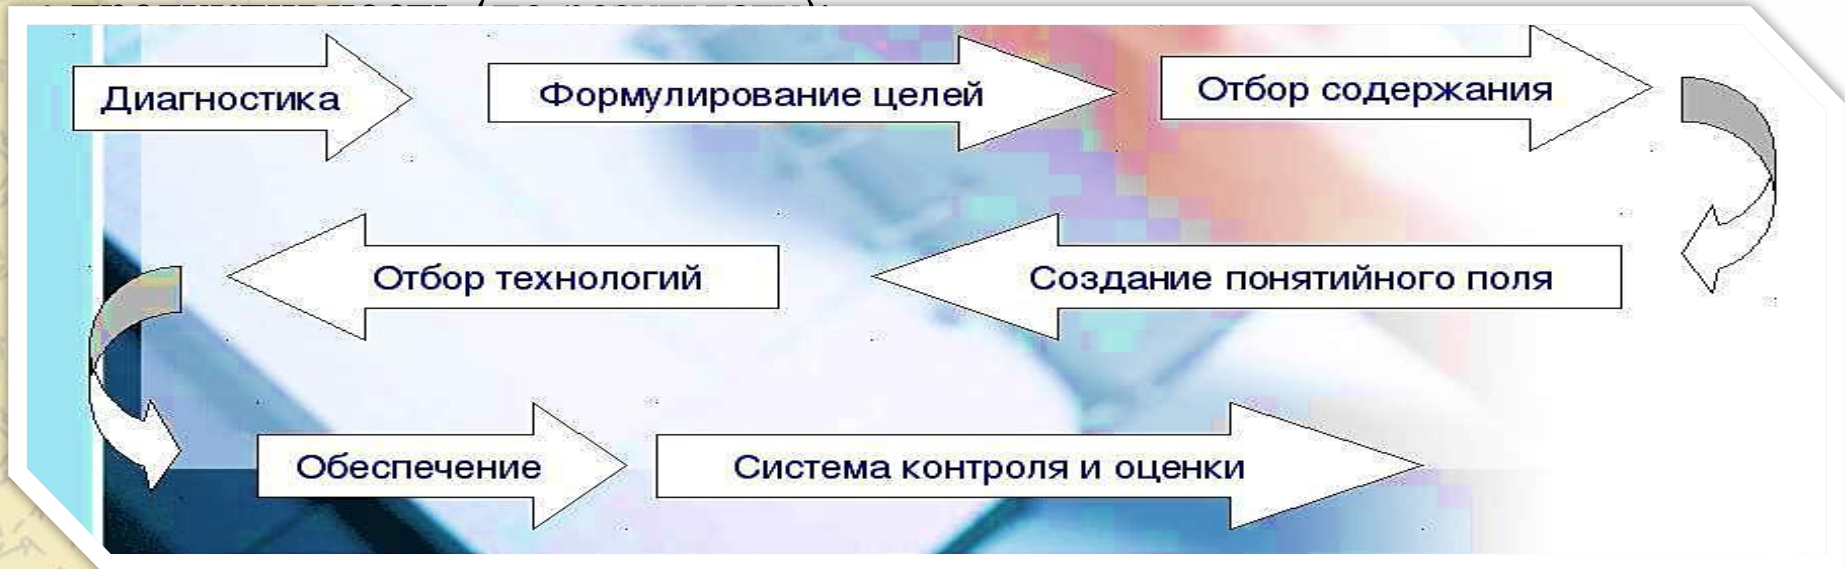 Диагностика
Формулирование целей
Отбор содержания
Создание понятийного поля
Отбор технологий
Обеспечение
Система контроля и оценки